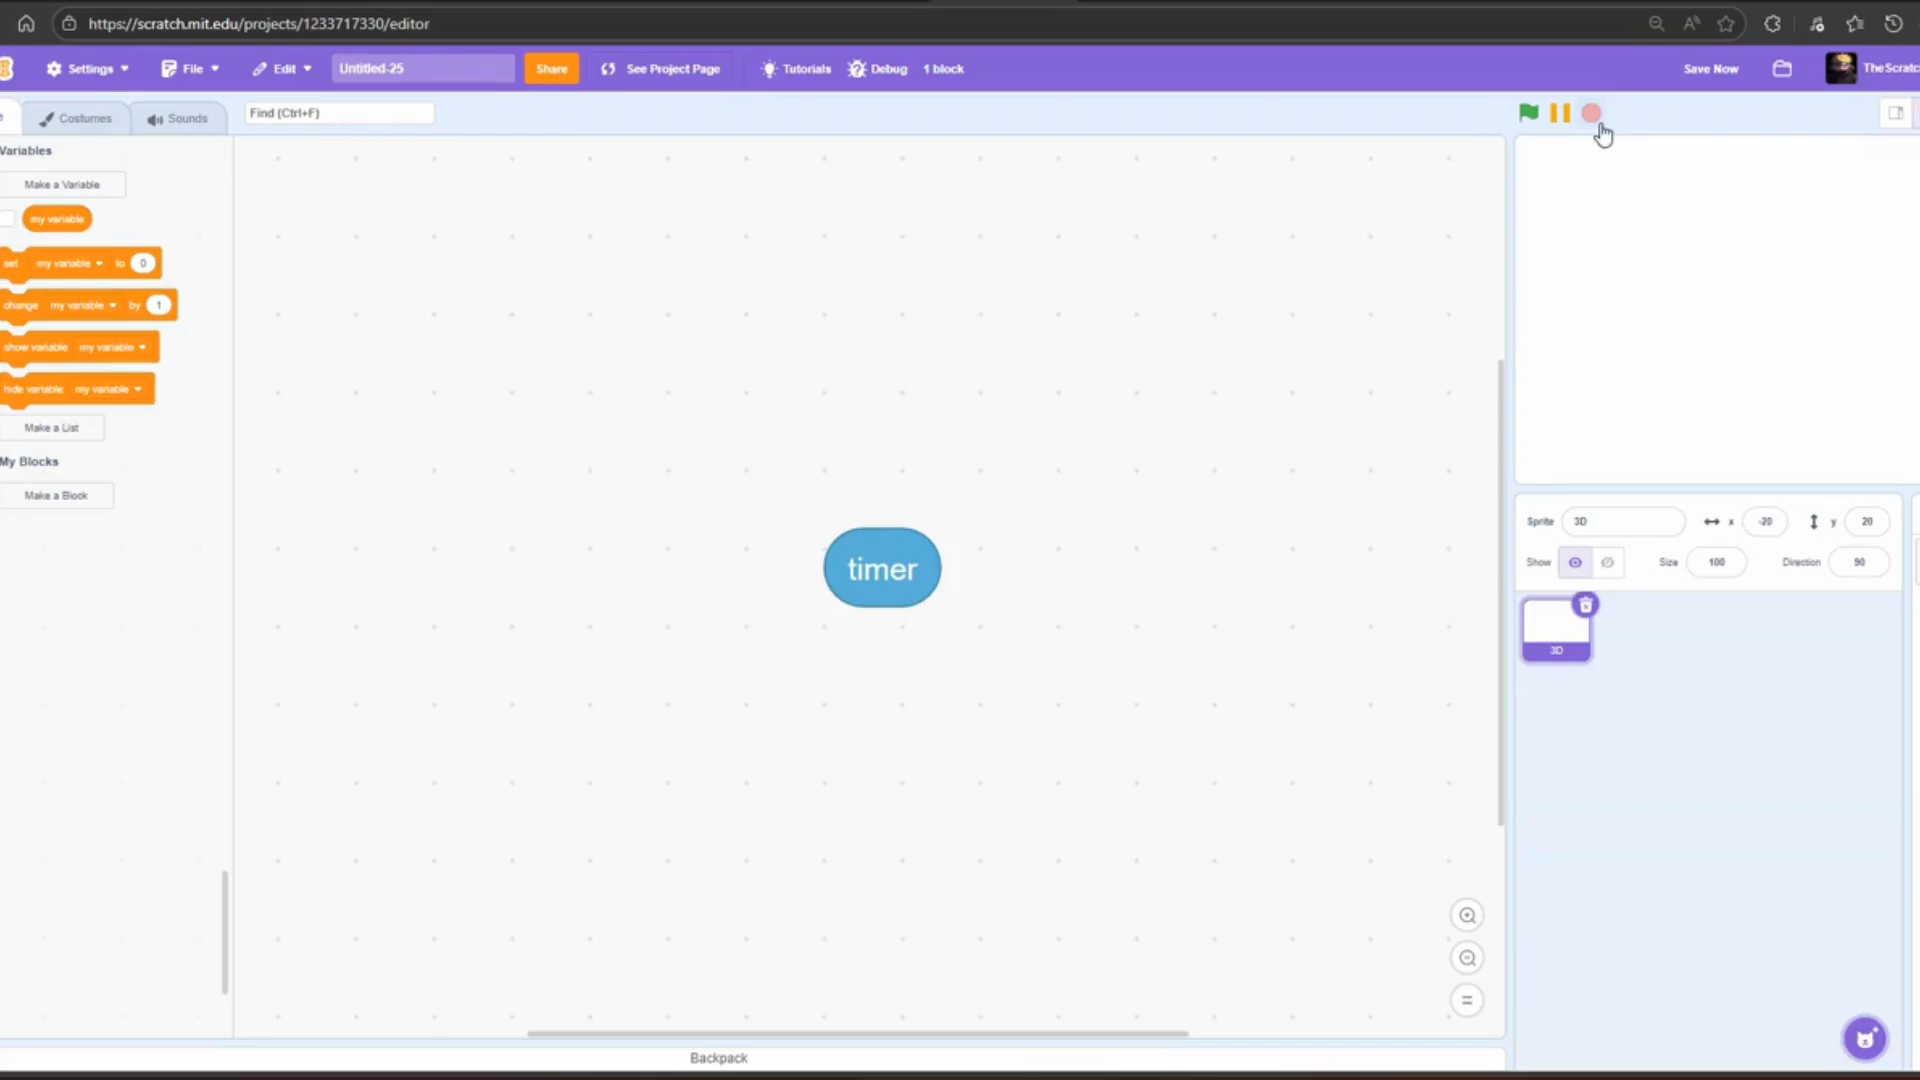 https://scratch.mit.edu/projects/1233717330/editor
Settings File Edit Untitled-25 Share See Project Page Tutorials Debug 1 block Save Now TheScratc
Costumes Sounds Find (Ctrl+F)
Variables
Make a Variable
my variable
set my variable to 0
change my variable by 1
show variable my variable
hide variable my variable
Make a List
My Blocks
Make a Block
timer
Sprite 3D x -20 y 20
Show Size 100 Direction 90
3D
Backpack